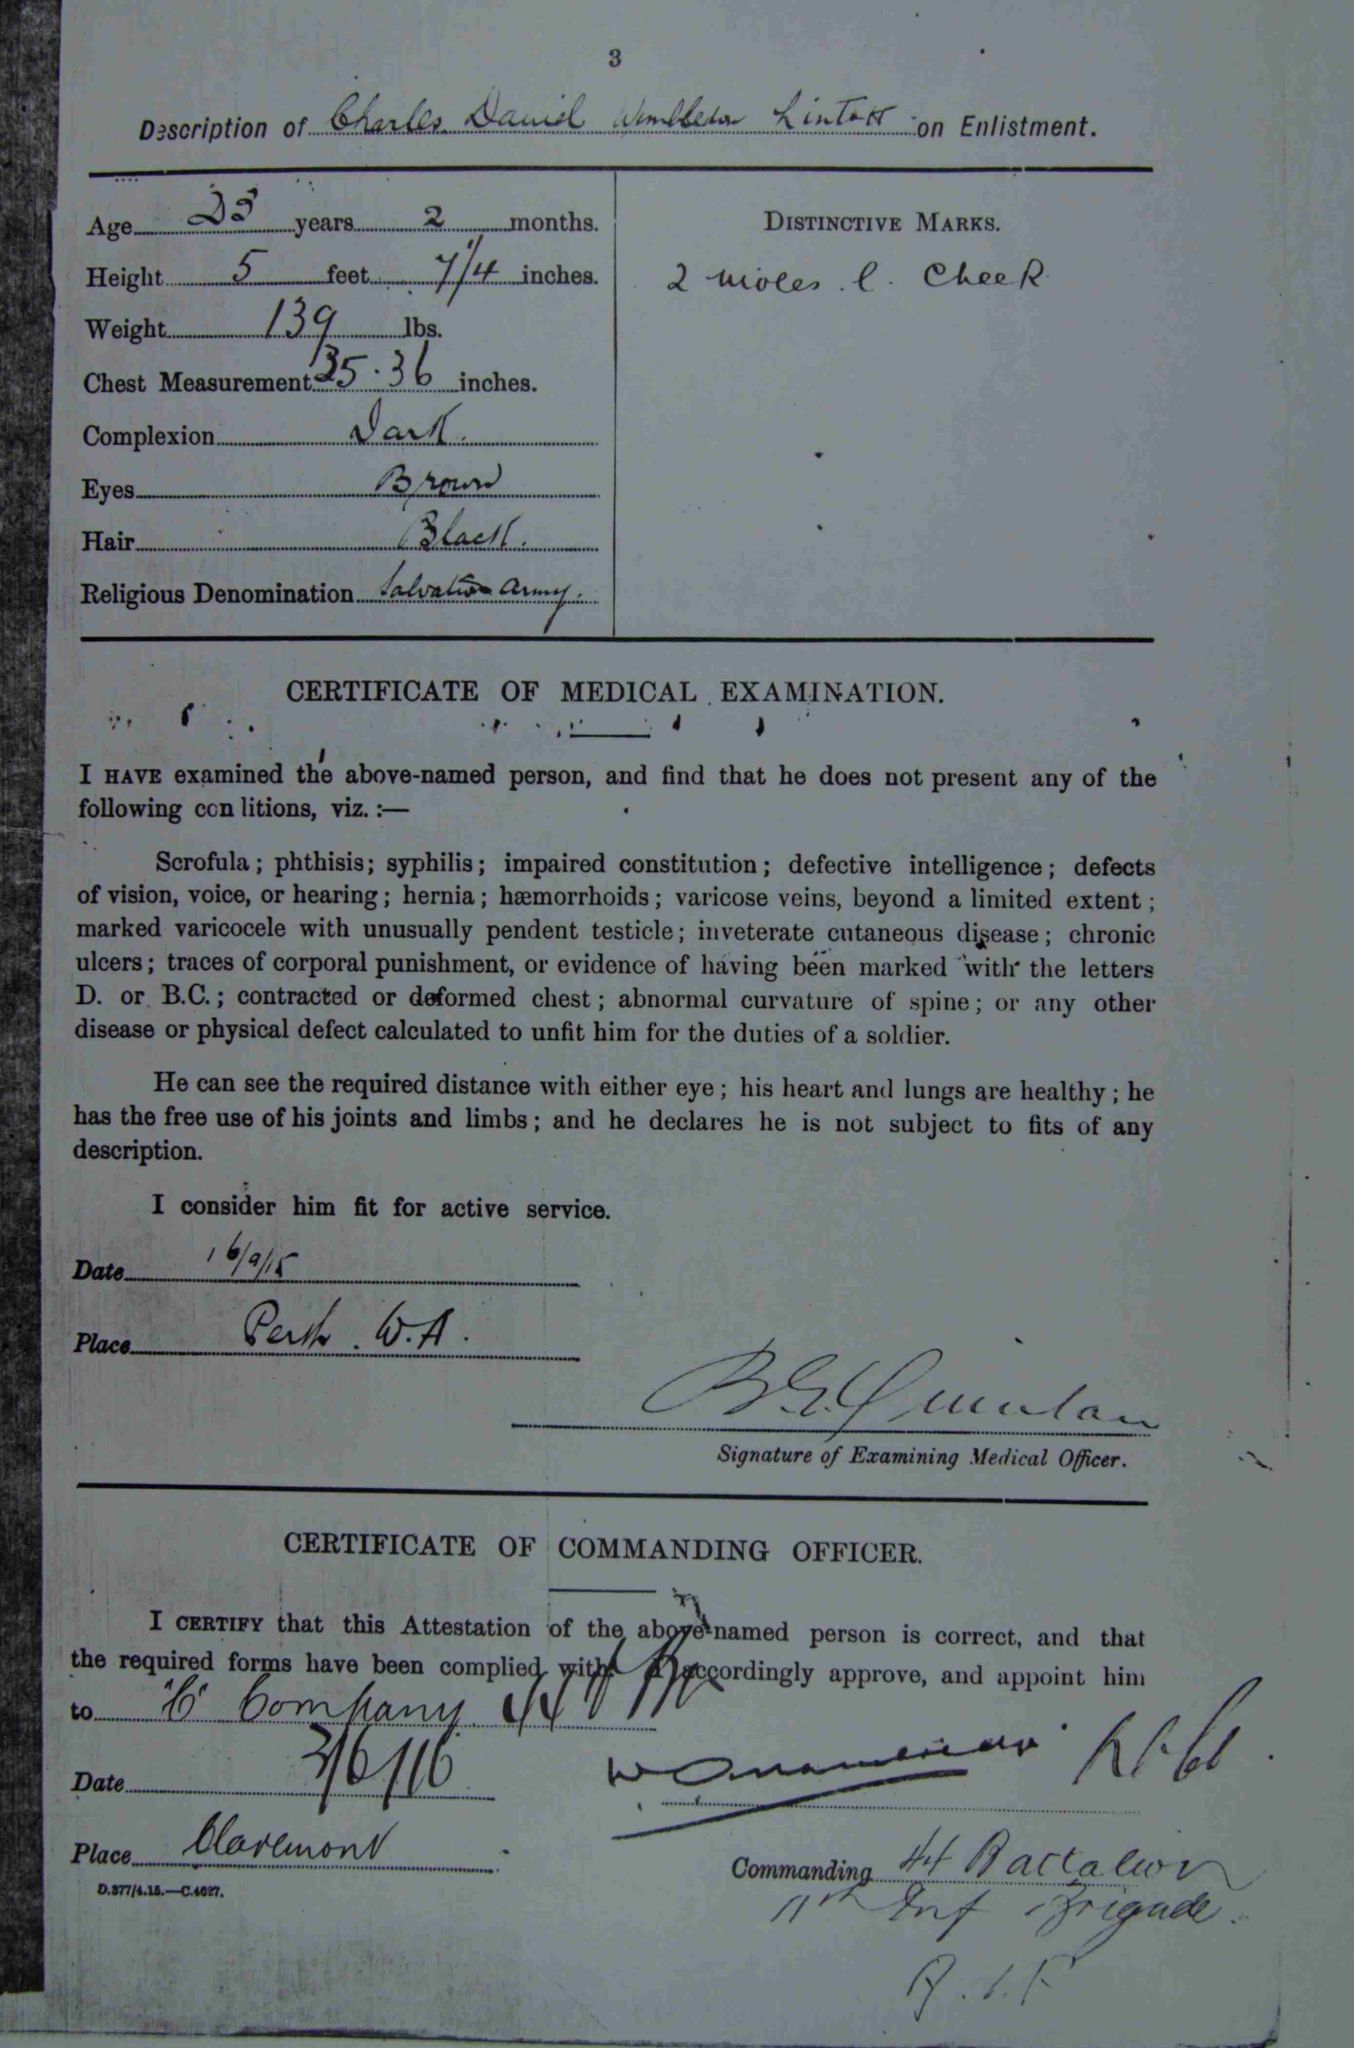 3
Description of Charles David Wimbledon Lintott on Enlistment.
Age 23 years 2 months.
Height 5 feet 7 1/4 inches.
Weight 139 lbs.
Chest Measurement 35.36 inches.
Complexion Dark.
Eyes Brown
Hair Black.
Religious Denomination Salvation Army.
DISTINCTIVE MARKS.
2 moles. l. Cheek.
CERTIFICATE OF MEDICAL EXAMINATION.
I HAVE examined the above-named person, and find that he does not present any of the
following con litions, viz. :—
Scrofula ; phthisis ; syphilis ; impaired constitution ; defective intelligence ; defects
of vision, voice, or hearing ; hernia ; hæmorrhoids ; varicose veins, beyond a limited extent ;
marked varicocele with unusually pendent testicle ; inveterate cutaneous disease ; chronic
ulcers ; traces of corporal punishment, or evidence of having been marked with the letters
D. or B.C. ; contracted or deformed chest ; abnormal curvature of spine ; or any other
disease or physical defect calculated to unfit him for the duties of a soldier.
He can see the required distance with either eye ; his heart and lungs are healthy ; he
has the free use of his joints and limbs ; and he declares he is not subject to fits of any
description.
I consider him fit for active service.
Date 16/9/15
Place Perth. W.A.
B.G. Quinlan
Signature of Examining Medical Officer.
CERTIFICATE OF COMMANDING OFFICER.
I CERTIFY that this Attestation of the above-named person is correct, and that
the required forms have been complied with. I accordingly approve, and appoint him
to "C" Company 44th Bn
Date 3/6/16
Place Claremont
Commanding 44 Battalion
11th Inf Brigade.
A.I.F
D.377/4.15.—C.4627.